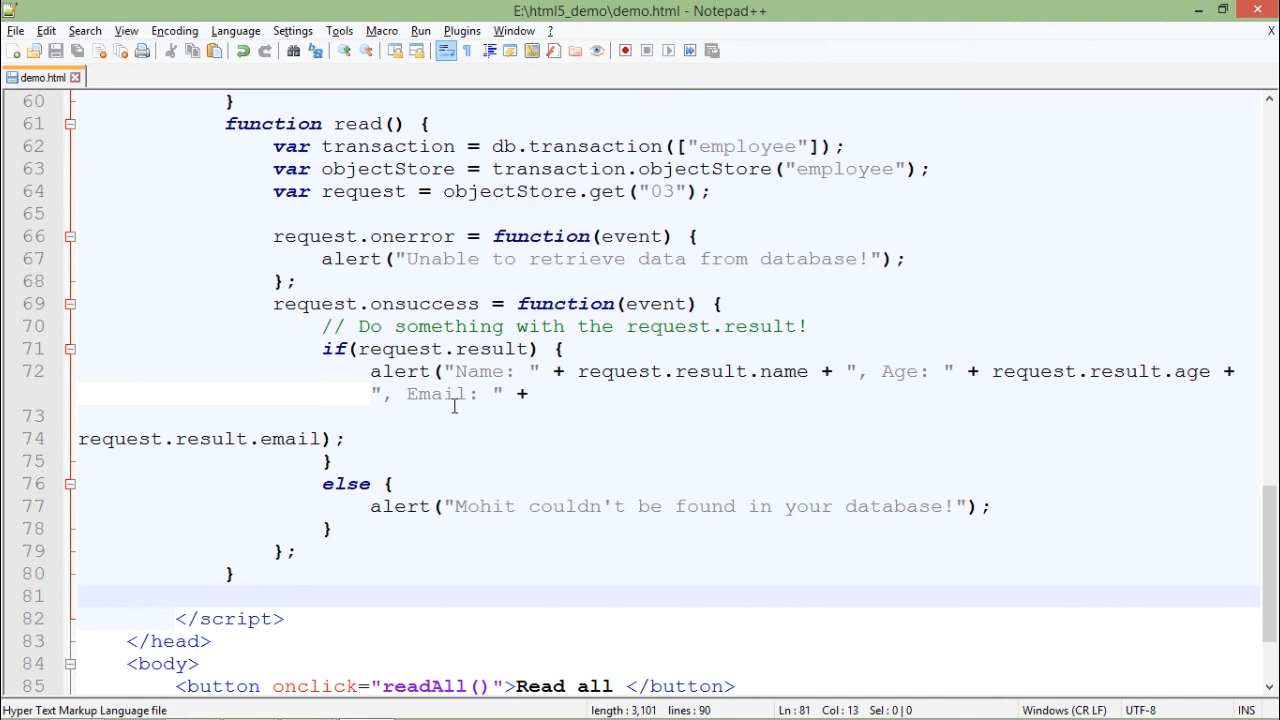 E:\html5_demo\demo.html - Notepad++
File Edit Search View Encoding Language Settings Tools Macro Run Plugins Window ? X
demo.html
60 }
61 function read() {
62 var transaction = db.transaction(["employee"]);
63 var objectStore = transaction.objectStore("employee");
64 var request = objectStore.get("03");
65
66 request.onerror = function(event) {
67 alert("Unable to retrieve data from database!");
68 };
69 request.onsuccess = function(event) {
70 // Do something with the request.result!
71 if(request.result) {
72 alert("Name: " + request.result.name + ", Age: " + request.result.age +
", Email: " +
73
74 request.result.email);
75 }
76 else {
77 alert("Mohit couldn't be found in your database!");
78 }
79 };
80 }
81
82 </script>
83 </head>
84 <body>
85 <button onclick="readAll()">Read all </button>
Hyper Text Markup Language file length : 3,101 lines : 90 Ln : 81 Col : 13 Sel : 0 | 0 Windows (CR LF) UTF-8 INS